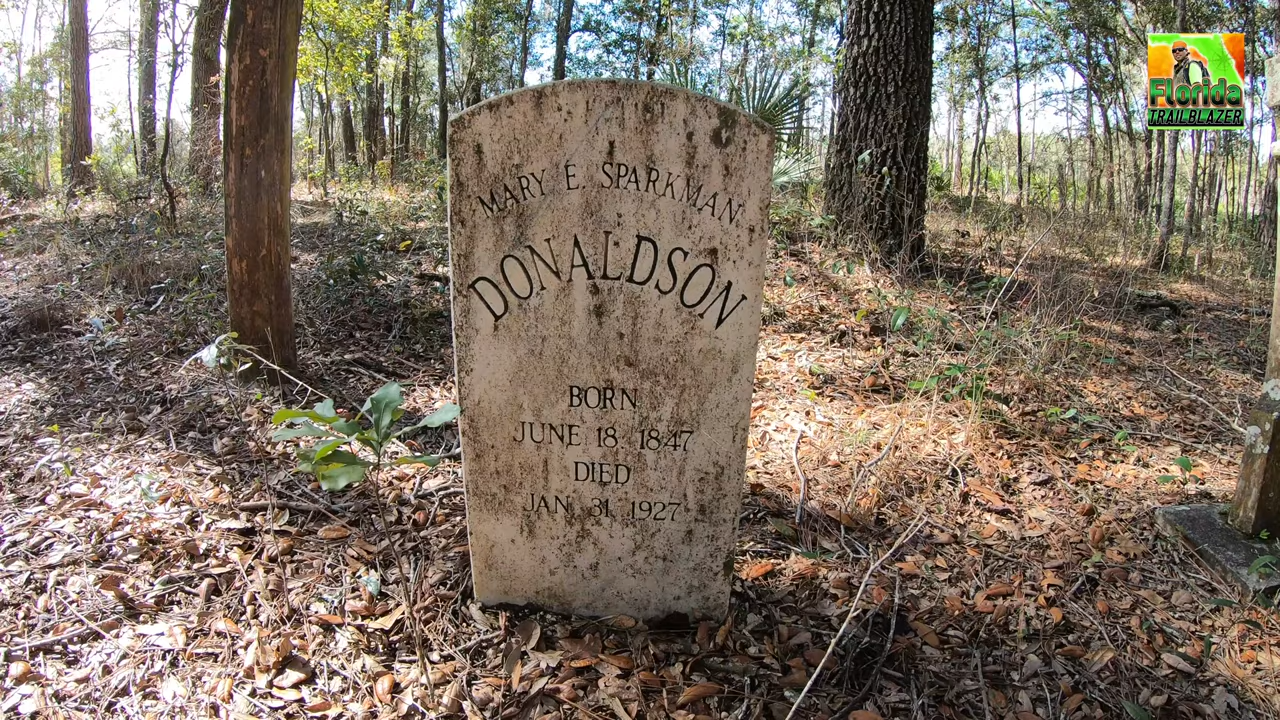 Florida
TRAILBLAZER
MARY E. SPARKMAN
DONALDSON
BORN
JUNE 18, 1847
DIED
JAN. 31, 1927